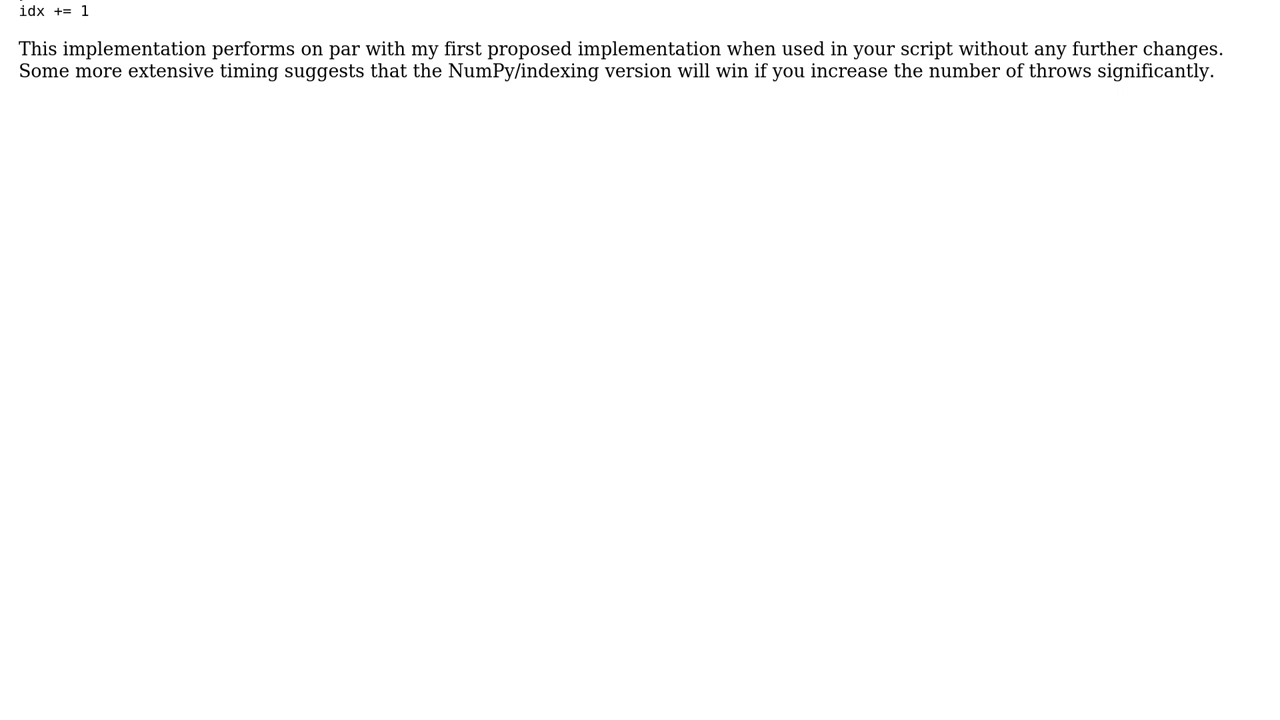 idx += 1
This implementation performs on par with my first proposed implementation when used in your script without any further changes.
Some more extensive timing suggests that the NumPy/indexing version will win if you increase the number of throws significantly.